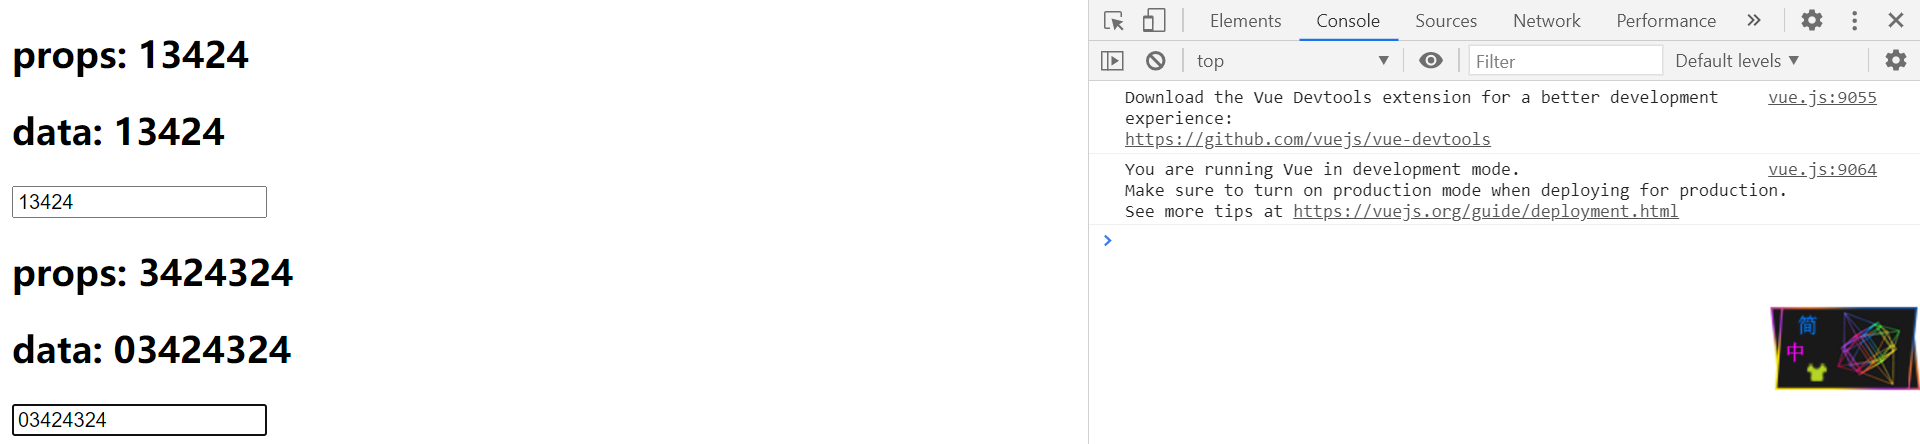 props: 13424
data: 13424
13424
props: 3424324
data: 03424324
03424324
Elements Console Sources Network Performance
top Filter Default levels
Download the Vue Devtools extension for a better development vue.js:9055
experience:
https://github.com/vuejs/vue-devtools
You are running Vue in development mode. vue.js:9064
Make sure to turn on production mode when deploying for production.
See more tips at https://vuejs.org/guide/deployment.html
简
中